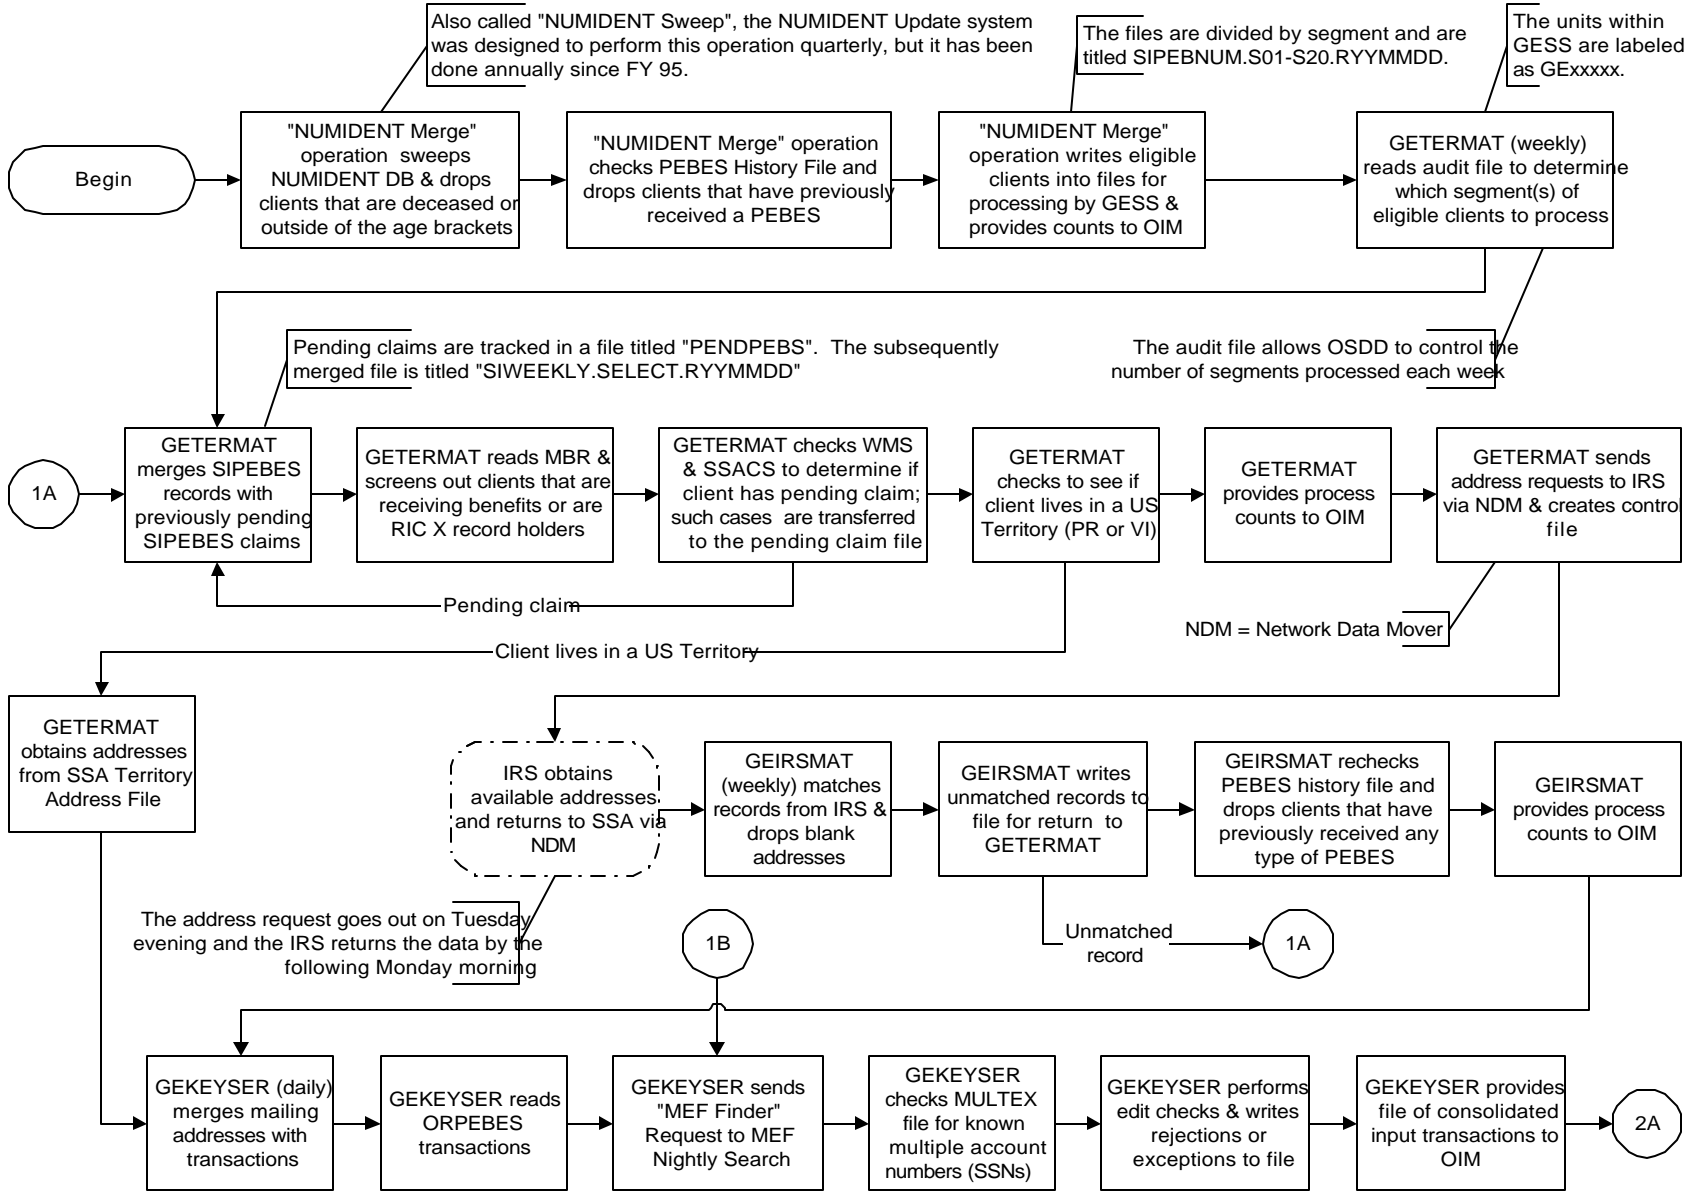 Also called "NUMIDENT Sweep", the NUMIDENT Update system
was designed to perform this operation quarterly, but it has been
done annually since FY 95.
The files are divided by segment and are
titled SIPEBNUM.S01-S20.RYYMMDD.
The units within
GESS are labeled
as GExxxxx.
Begin
"NUMIDENT Merge"
operation sweeps
NUMIDENT DB & drops
clients that are deceased or
outside of the age brackets
"NUMIDENT Merge" operation
checks PEBES History File and
drops clients that have previously
received a PEBES
"NUMIDENT Merge"
operation writes eligible
clients into files for
processing by GESS &
provides counts to OIM
GETERMAT (weekly)
reads audit file to determine
which segment(s) of
eligible clients to process
Pending claims are tracked in a file titled "PENDPEBS". The subsequently
merged file is titled "SIWEEKLY.SELECT.RYYMMDD"
The audit file allows OSDD to control the
number of segments processed each week
1A
GETERMAT
merges SIPEBES
records with
previously pending
SIPEBES claims
GETERMAT reads MBR &
screens out clients that are
receiving benefits or are
RIC X record holders
GETERMAT checks WMS
& SSACS to determine if
client has pending claim;
such cases are transferred
to the pending claim file
GETERMAT
checks to see if
client lives in a US
Territory (PR or VI)
GETERMAT
provides process
counts to OIM
GETERMAT sends
address requests to IRS
via NDM & creates control
file
Pending claim
NDM = Network Data Mover
Client lives in a US Territory
GETERMAT
obtains addresses
from SSA Territory
Address File
IRS obtains
available addresses
and returns to SSA via
NDM
GEIRSMAT
(weekly) matches
records from IRS &
drops blank
addresses
GEIRSMAT writes
unmatched records to
file for return to
GETERMAT
GEIRSMAT rechecks
PEBES history file and
drops clients that have
previously received any
type of PEBES
GEIRSMAT
provides process
counts to OIM
The address request goes out on Tuesday
evening and the IRS returns the data by the
following Monday morning
1B
Unmatched
record
1A
GEKEYSER (daily)
merges mailing
addresses with
transactions
GEKEYSER reads
ORPEBES
transactions
GEKEYSER sends
"MEF Finder"
Request to MEF
Nightly Search
GEKEYSER
checks MULTEX
file for known
multiple account
numbers (SSNs)
GEKEYSER performs
edit checks & writes
rejections or
exceptions to file
GEKEYSER provides
file of consolidated
input transactions to
OIM
2A